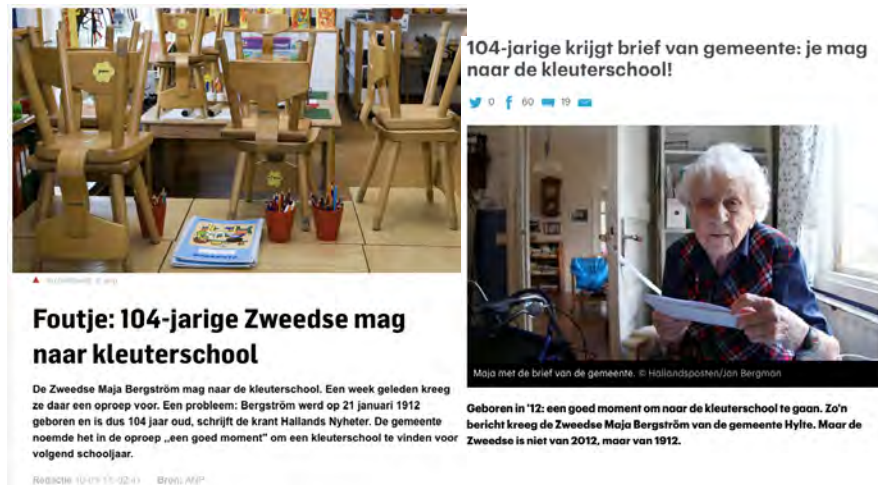 Foutje: 104-jarige Zweedse mag
naar kleuterschool
De Zweedse Maja Bergström mag naar de kleuterschool. Een week geleden kreeg
ze daar een oproep voor. Een probleem: Bergström werd op 21 januari 1912
geboren en is dus 104 jaar oud, schrijft de krant Hallands Nyheter. De gemeente
noemde het in de oproep „een goed moment" om een kleuterschool te vinden voor
volgend schooljaar.
Redactie
Bron: ANP
104-jarige krijgt brief van gemeente: je mag
naar de kleuterschool!
0 60 19
Maja met de brief van de gemeente. © Hallandsposten/Jan Bergman
Geboren in '12: een goed moment om naar de kleuterschool te gaan. Zo'n
bericht kreeg de Zweedse Maja Bergström van de gemeente Hylte. Maar de
Zweedse is niet van 2012, maar van 1912.